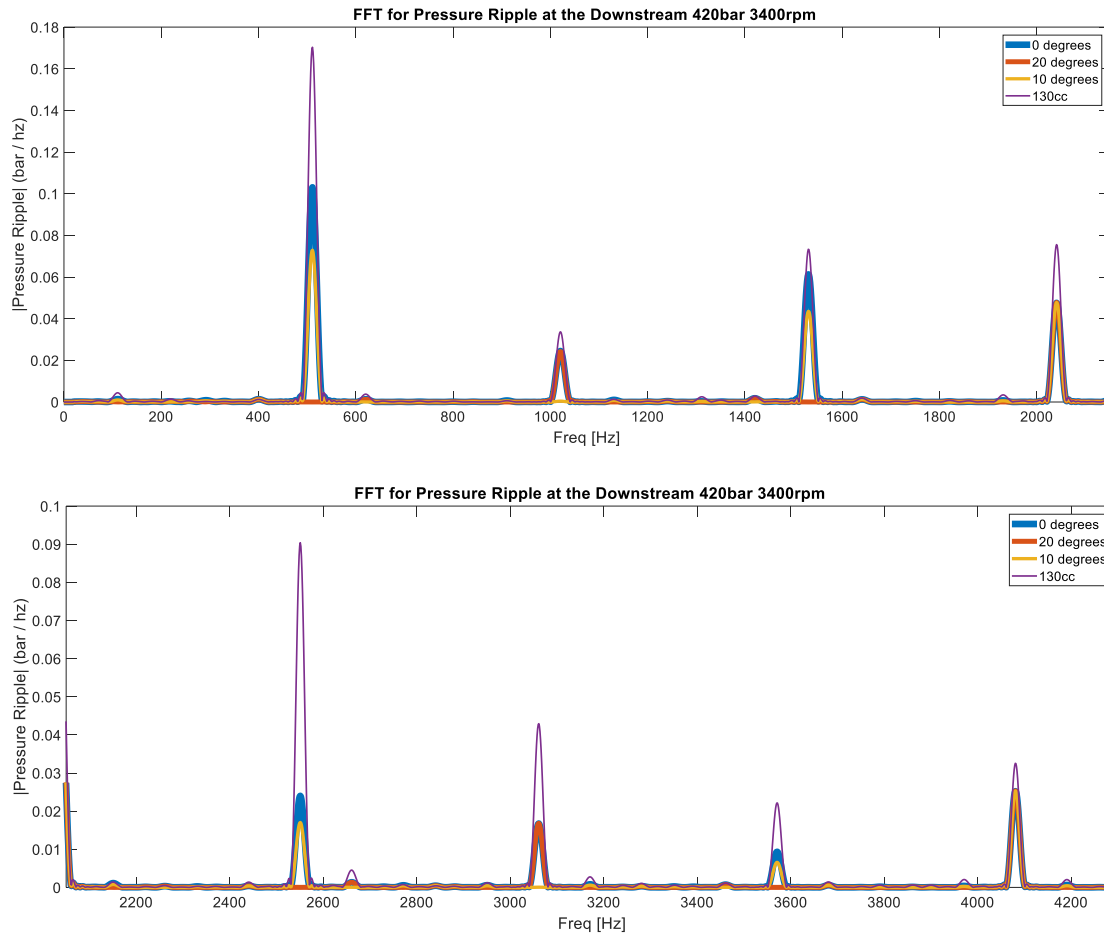 FFT for Pressure Ripple at the Downstream 420bar 3400rpm
0.18
0.16
0.14
0.12
0.1
0.08
0.06
0.04
0.02
0
|Pressure Ripple| (bar / hz)
0 degrees
20 degrees
10 degrees
130cc
0 200 400 600 800 1000 1200 1400 1600 1800 2000
Freq [Hz]
FFT for Pressure Ripple at the Downstream 420bar 3400rpm
0.1
0.09
0.08
0.07
0.06
0.05
0.04
0.03
0.02
0.01
0
|Pressure Ripple| (bar / hz)
0 degrees
20 degrees
10 degrees
130cc
2200 2400 2600 2800 3000 3200 3400 3600 3800 4000 4200
Freq [Hz]